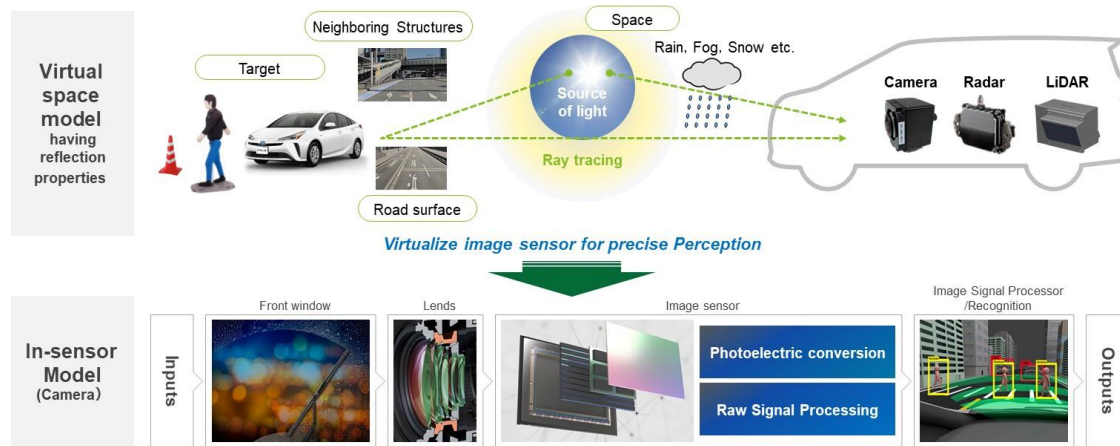 Virtual
space
model
having
reflection
properties
Target
Neighboring Structures
Road surface
Space
Source
of light
Ray tracing
Rain, Fog, Snow etc.
Camera
Radar
LiDAR
Virtualize image sensor for precise Perception
In-sensor
Model
(Camera)
Inputs
Front window
Lends
Image sensor
Photoelectric conversion
Raw Signal Processing
Image Signal Processor
/Recognition
Outputs